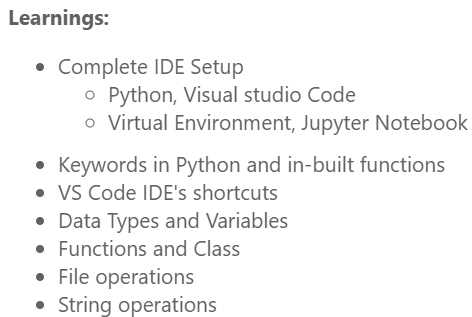 Learnings:
Complete IDE Setup
Python, Visual studio Code
Virtual Environment, Jupyter Notebook
Keywords in Python and in-built functions
VS Code IDE's shortcuts
Data Types and Variables
Functions and Class
File operations
String operations